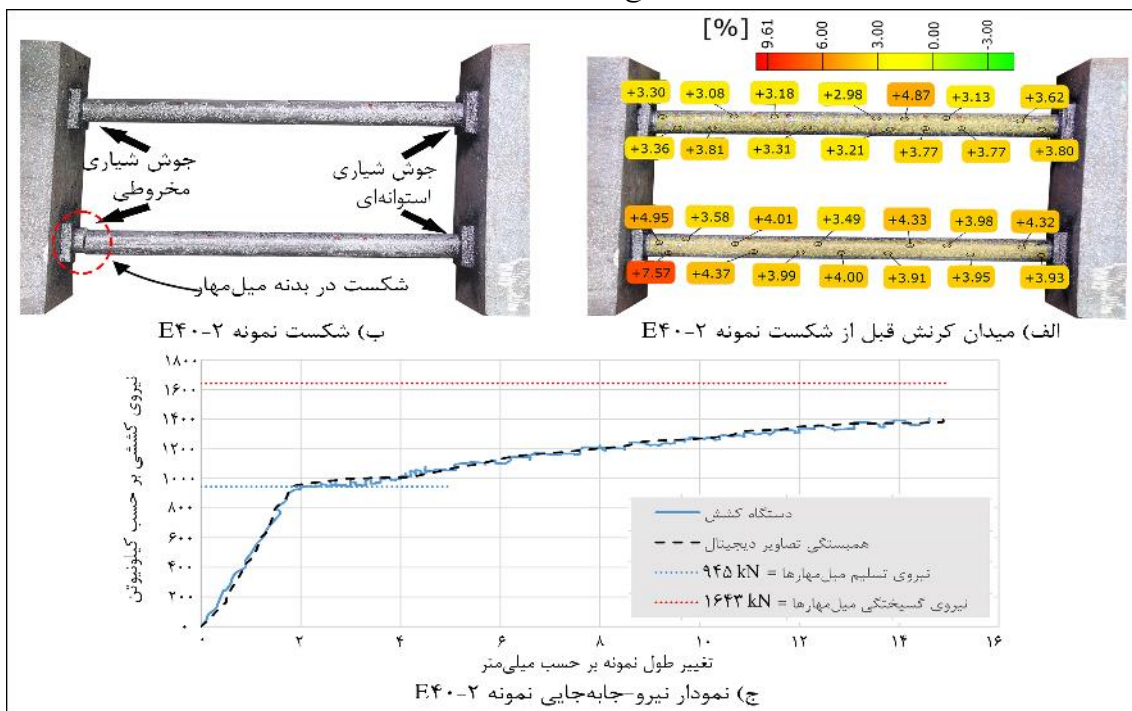 [%]
9.61
6.00
3.00
0.00
-3.00
+3.30
+3.08
+3.18
+2.98
+4.87
+3.13
+3.62
+3.36
+3.81
+3.31
+3.21
+3.77
+3.77
+3.80
+4.95
+3.58
+4.01
+3.49
+4.33
+3.98
+4.32
+7.57
+4.37
+3.99
+4.00
+3.91
+3.95
+3.93
الف) میدان کرنش قبل از شکست نمونه E۴۰-۲
جوش شیاری
مخروطی
جوش شیاری
استوانه‌ای
شکست در بدنه میل‌مهار
ب) شکست نمونه E۴۰-۲
نیروی کششی بر حسب کیلونیوتن
۱۸۰۰
۱۶۰۰
۱۴۰۰
۱۲۰۰
۱۰۰۰
۸۰۰
۶۰۰
۴۰۰
۲۰۰
۰
۰ ۲ ۴ ۶ ۸ ۱۰ ۱۲ ۱۴ ۱۶
دستگاه کشش
همبستگی تصاویر دیجیتال
نیروی تسلیم میل‌مهارها = ۹۴۵ kN
نیروی گسیختگی میل‌مهارها = ۱۶۴۳ kN
تغییر طول نمونه بر حسب میلی‌متر
ج) نمودار نیرو-جابه‌جایی نمونه E۴۰-۲